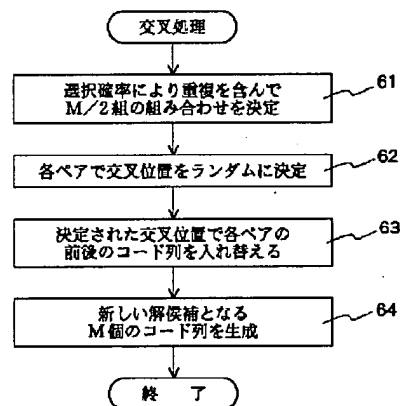 交叉処理
選択確率により重複を含んで
M/2組の組み合わせを決定
61
各ペアで交叉位置をランダムに決定
62
決定された交叉位置で各ペアの
前後のコード列を入れ替える
63
新しい解候補となる
M個のコード列を生成
64
終 了